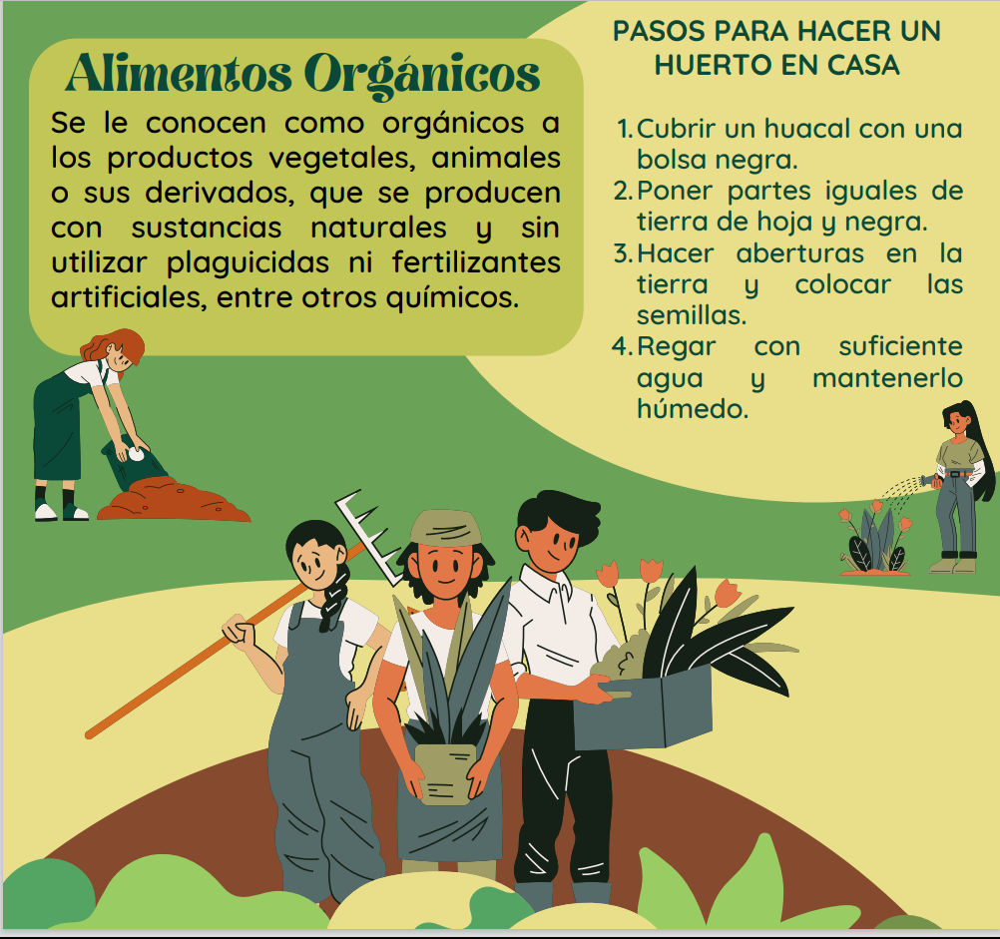 Alimentos Orgánicos
Se le conocen como orgánicos a
los productos vegetales, animales
o sus derivados, que se producen
con sustancias naturales y sin
utilizar plaguicidas ni fertilizantes
artificiales, entre otros químicos.
PASOS PARA HACER UN
HUERTO EN CASA
1. Cubrir un huacal con una
bolsa negra.
2. Poner partes iguales de
tierra de hoja y negra.
3. Hacer aberturas en la
tierra y colocar las
semillas.
4. Regar con suficiente
agua y mantenerlo
húmedo.